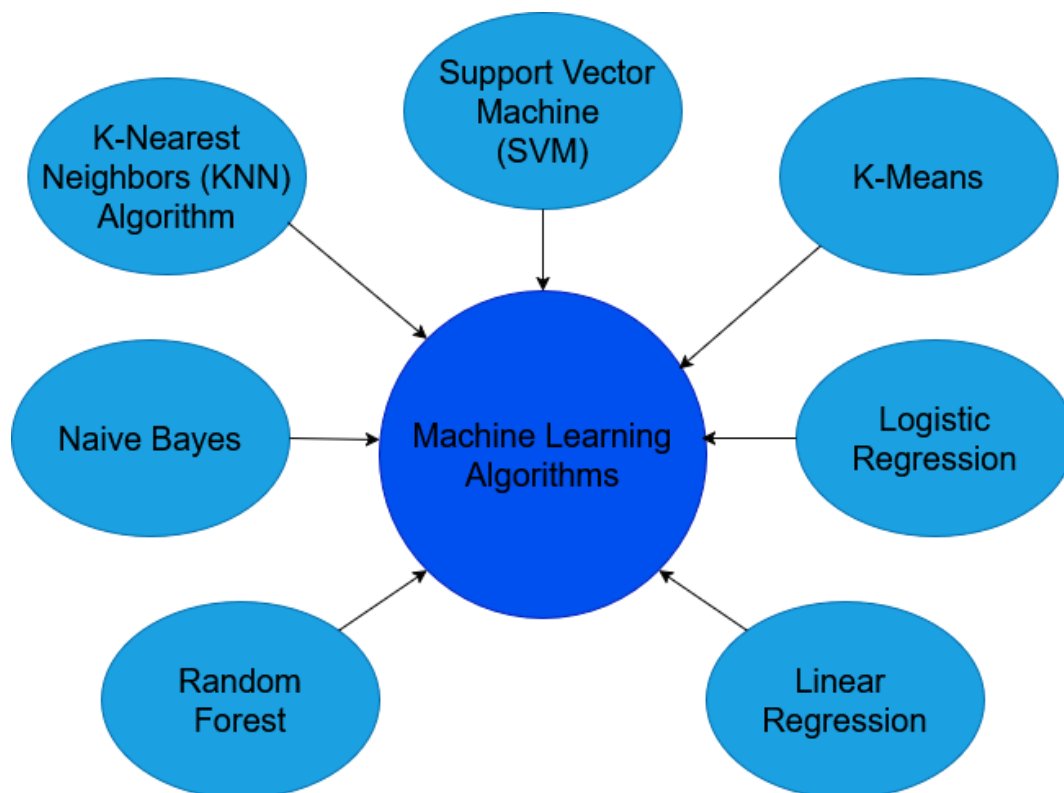 Support Vector
Machine
(SVM)
K-Nearest
Neighbors (KNN)
Algorithm
K-Means
Naive Bayes
Machine Learning
Algorithms
Logistic
Regression
Random
Forest
Linear
Regression